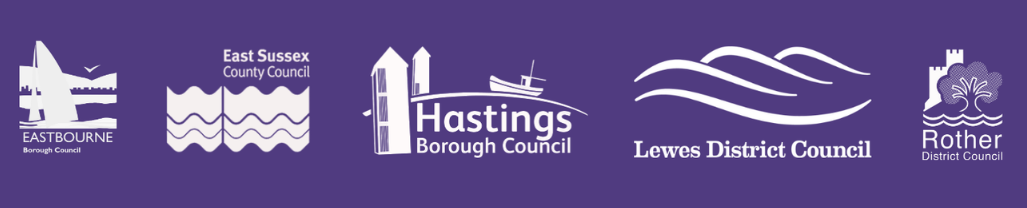 EASTBOURNE
Borough Council
East Sussex
County Council
Hastings
Borough Council
Lewes District Council
Rother
District Council